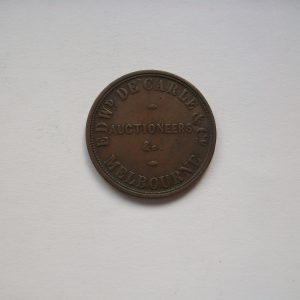 EDWD. DE CARLE & CO.
AUCTIONEERS
&c.
MELBOURNE